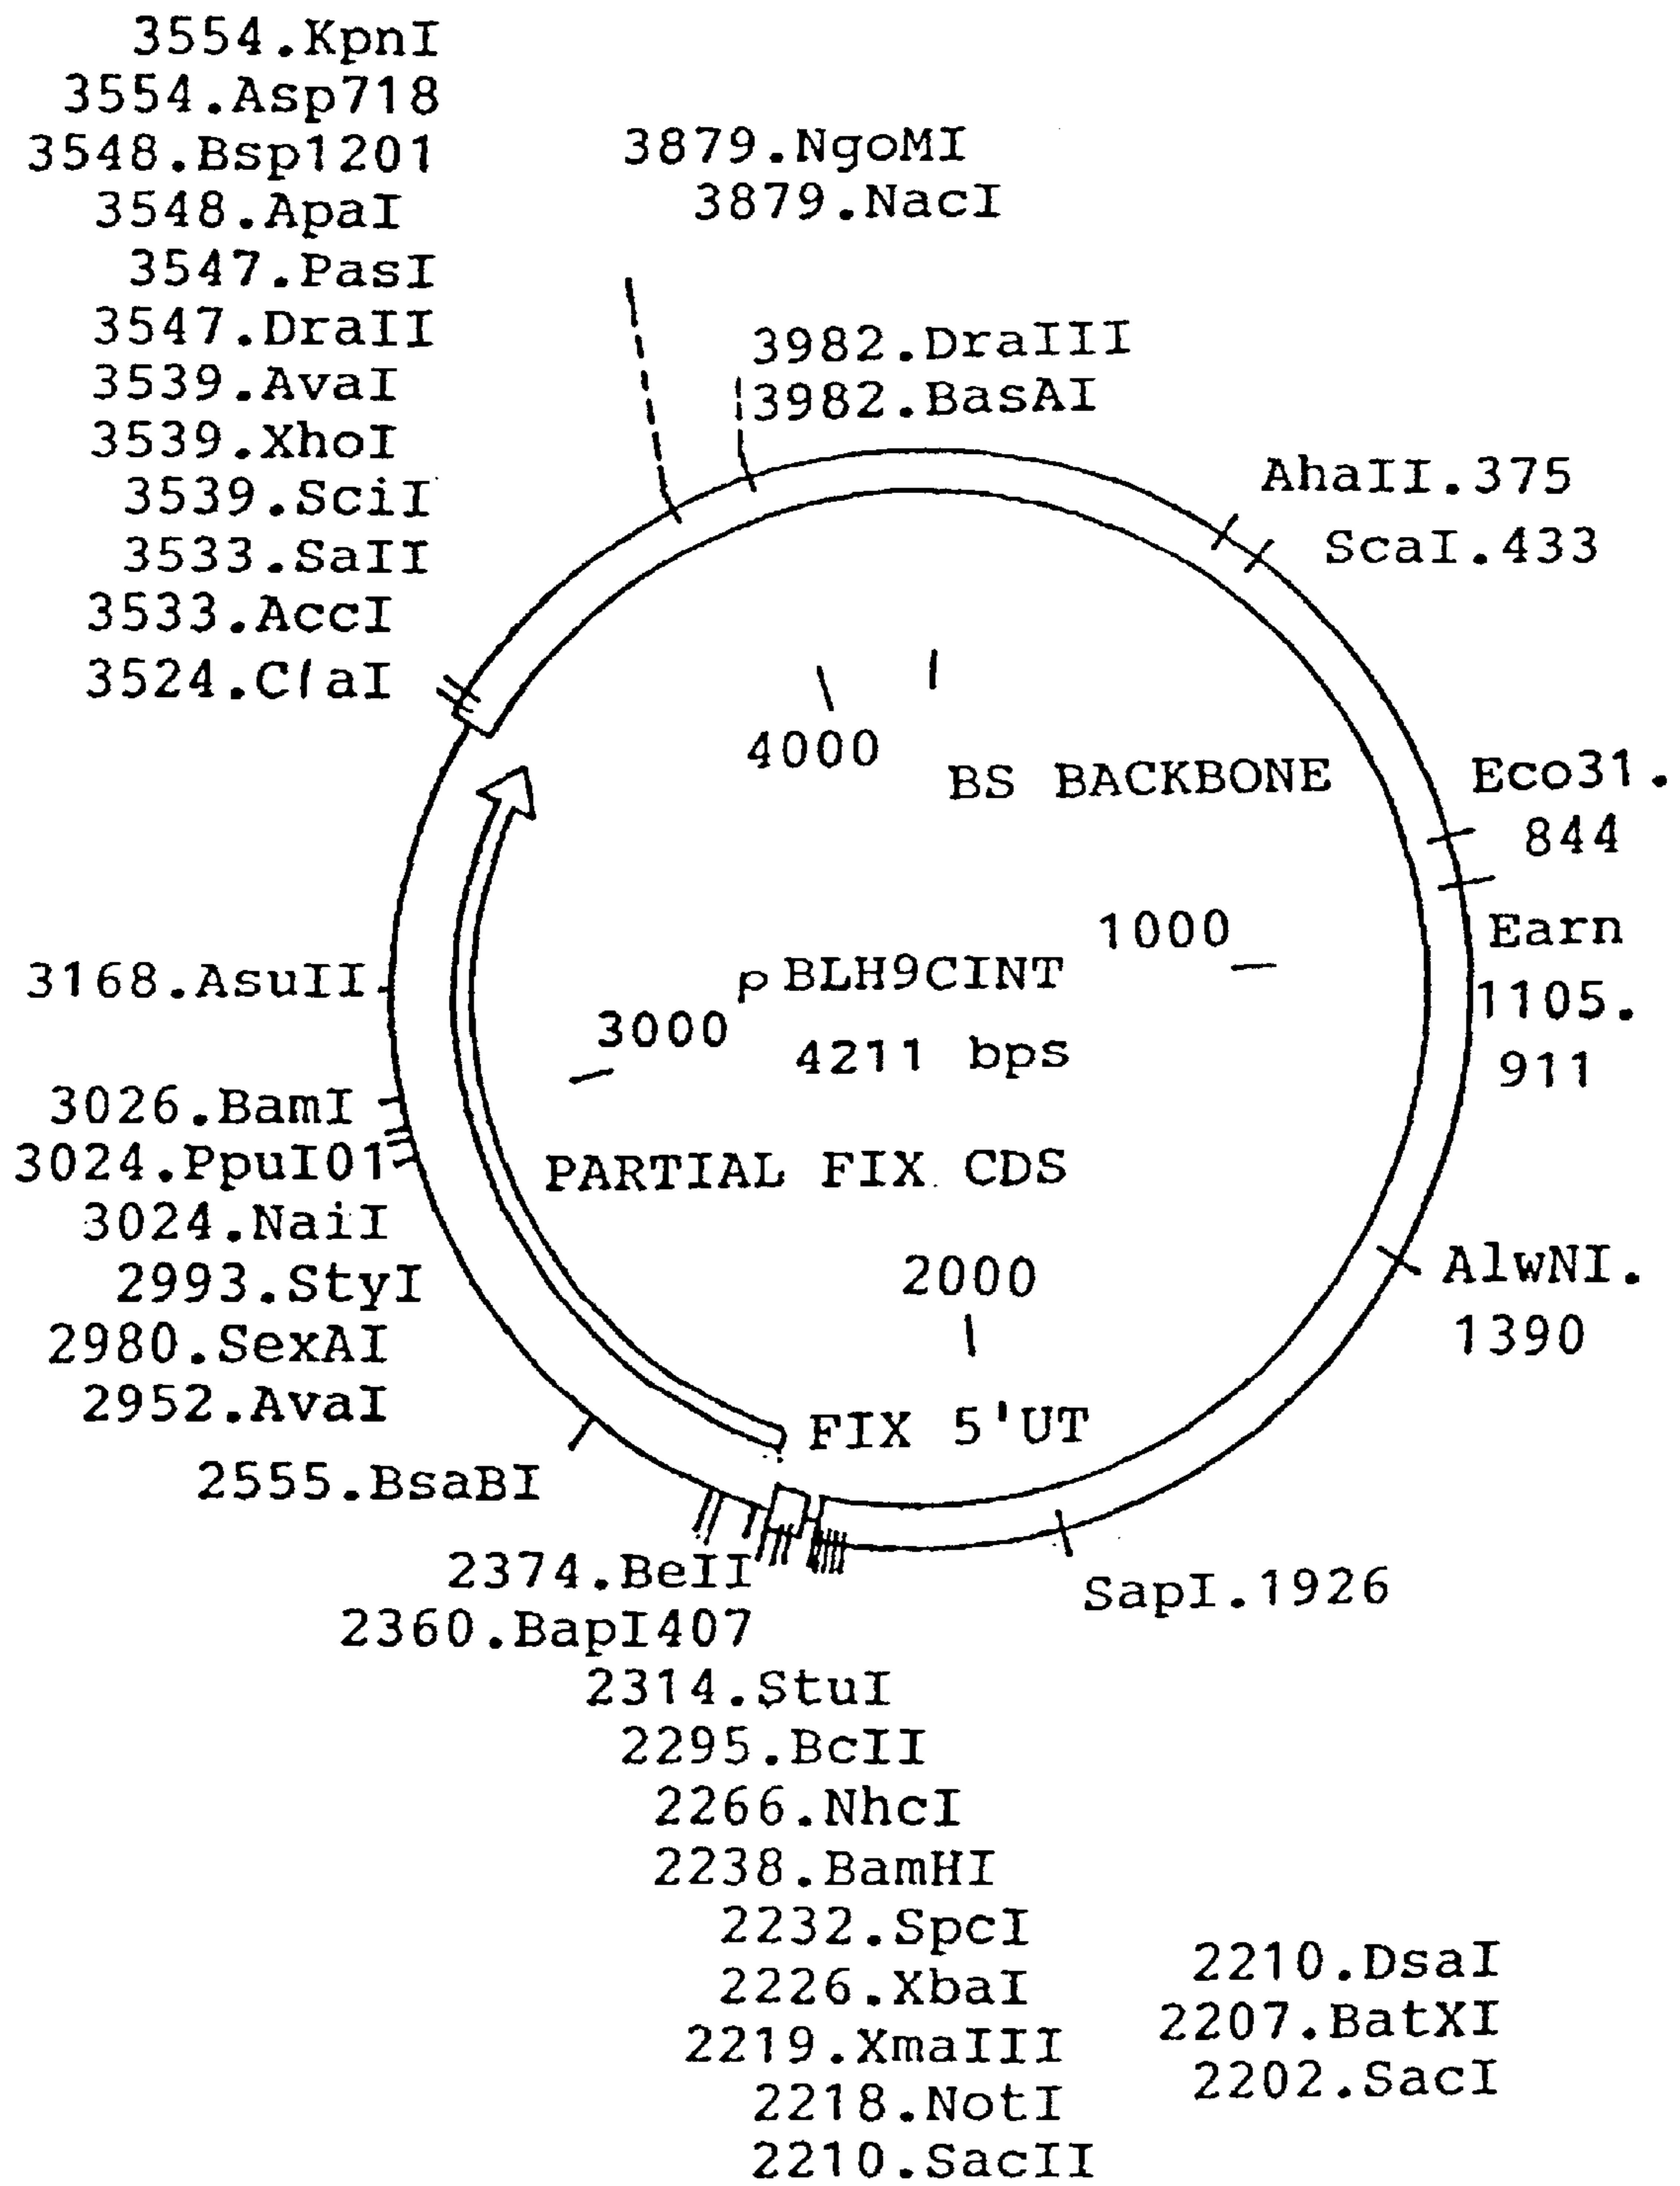 3554.KpnI
3554.Asp718
3548.Bsp1201
3548.ApaI
3547.PasI
3547.DraII
3539.AvaI
3539.XhoI
3539.SciI
3533.SaII
3533.AccI
3524.ClaI
3879.NgoMI
3879.NacI
3982.DraIII
3982.BasAI
AhaII.375
ScaI.433
Eco31.
844
Earn
1105.
911
AlwNI.
1390
SapI.1926
4000
BS BACKBONE
1000
pBLH9CINT
4211 bps
3000
PARTIAL FIX CDS
2000
FIX 5'UT
3168.AsuII
3026.BamI
3024.PpuI01
3024.NaiI
2993.StyI
2980.SexAI
2952.AvaI
2555.BsaBI
2374.BeII
2360.BapI407
2314.StuI
2295.BcII
2266.NhcI
2238.BamHI
2232.SpcI
2226.XbaI
2219.XmaIII
2218.NotI
2210.SacII
2210.DsaI
2207.BatXI
2202.SacI